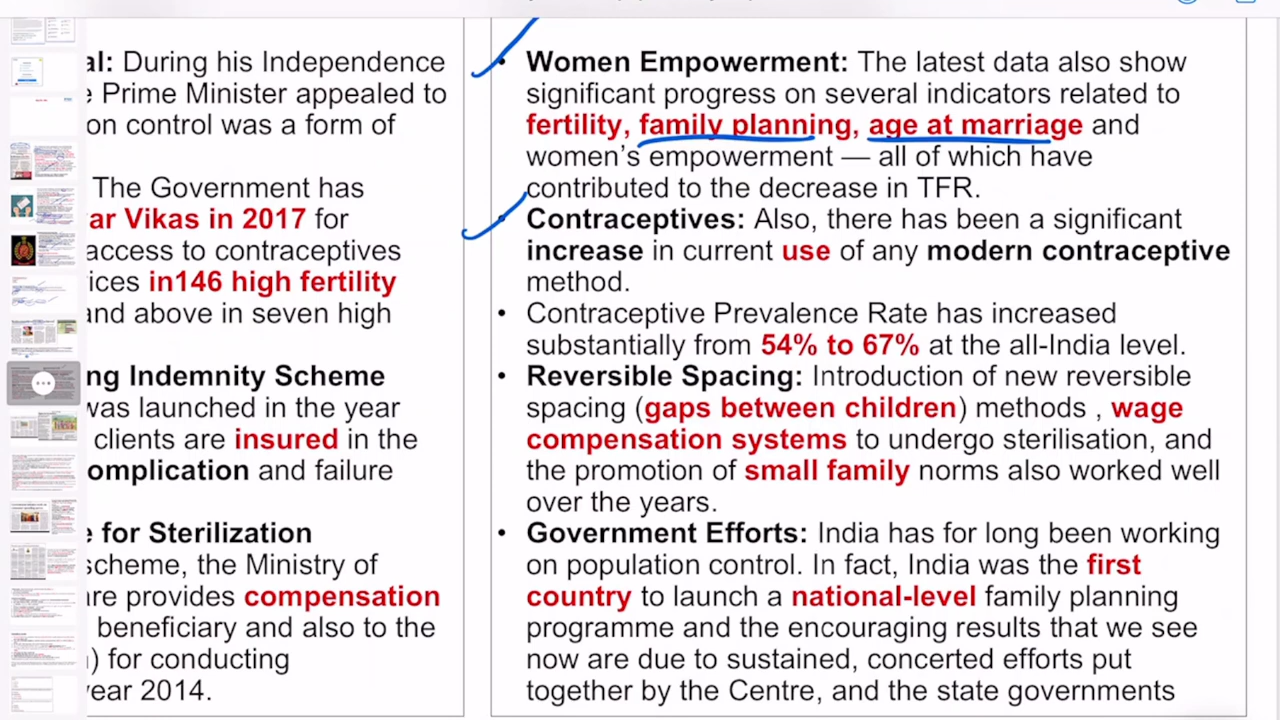 al: During his Independence
Prime Minister appealed to
on control was a form of
The Government has
ar Vikas in 2017 for
access to contraceptives
ices in146 high fertility
and above in seven high
ng Indemnity Scheme
was launched in the year
clients are insured in the
omplication and failure
e for Sterilization
scheme, the Ministry of
are provides compensation
beneficiary and also to the
) for conducting
year 2014.
• Women Empowerment: The latest data also show
significant progress on several indicators related to
fertility, family planning, age at marriage and
women’s empowerment — all of which have
contributed to the decrease in TFR.
• Contraceptives: Also, there has been a significant
increase in current use of any modern contraceptive
method.
• Contraceptive Prevalence Rate has increased
substantially from 54% to 67% at the all-India level.
• Reversible Spacing: Introduction of new reversible
spacing (gaps between children) methods , wage
compensation systems to undergo sterilisation, and
the promotion of small family norms also worked well
over the years.
• Government Efforts: India has for long been working
on population control. In fact, India was the first
country to launch a national-level family planning
programme and the encouraging results that we see
now are due to sustained, concerted efforts put
together by the Centre, and the state governments